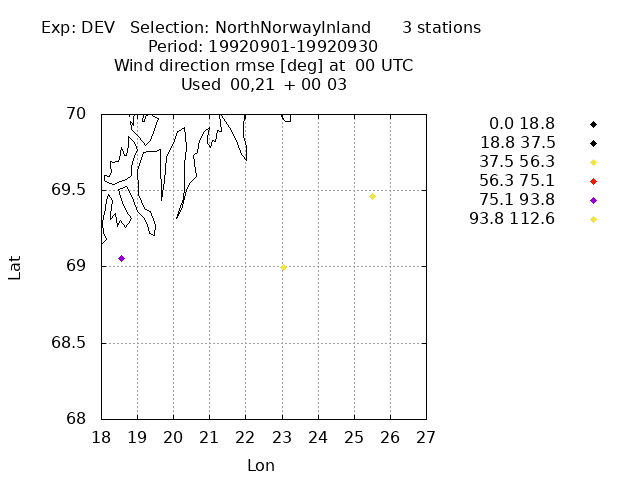 Exp: DEV   Selection: NorthNorwayInland      3 stations
Period: 19920901-19920930
Wind direction rmse [deg] at  00 UTC
Used  00,21  + 00 03
70
69.5
69
68.5
68
18 19 20 21 22 23 24 25 26 27
Lat
Lon
0.0 18.8
18.8 37.5
37.5 56.3
56.3 75.1
75.1 93.8
93.8 112.6